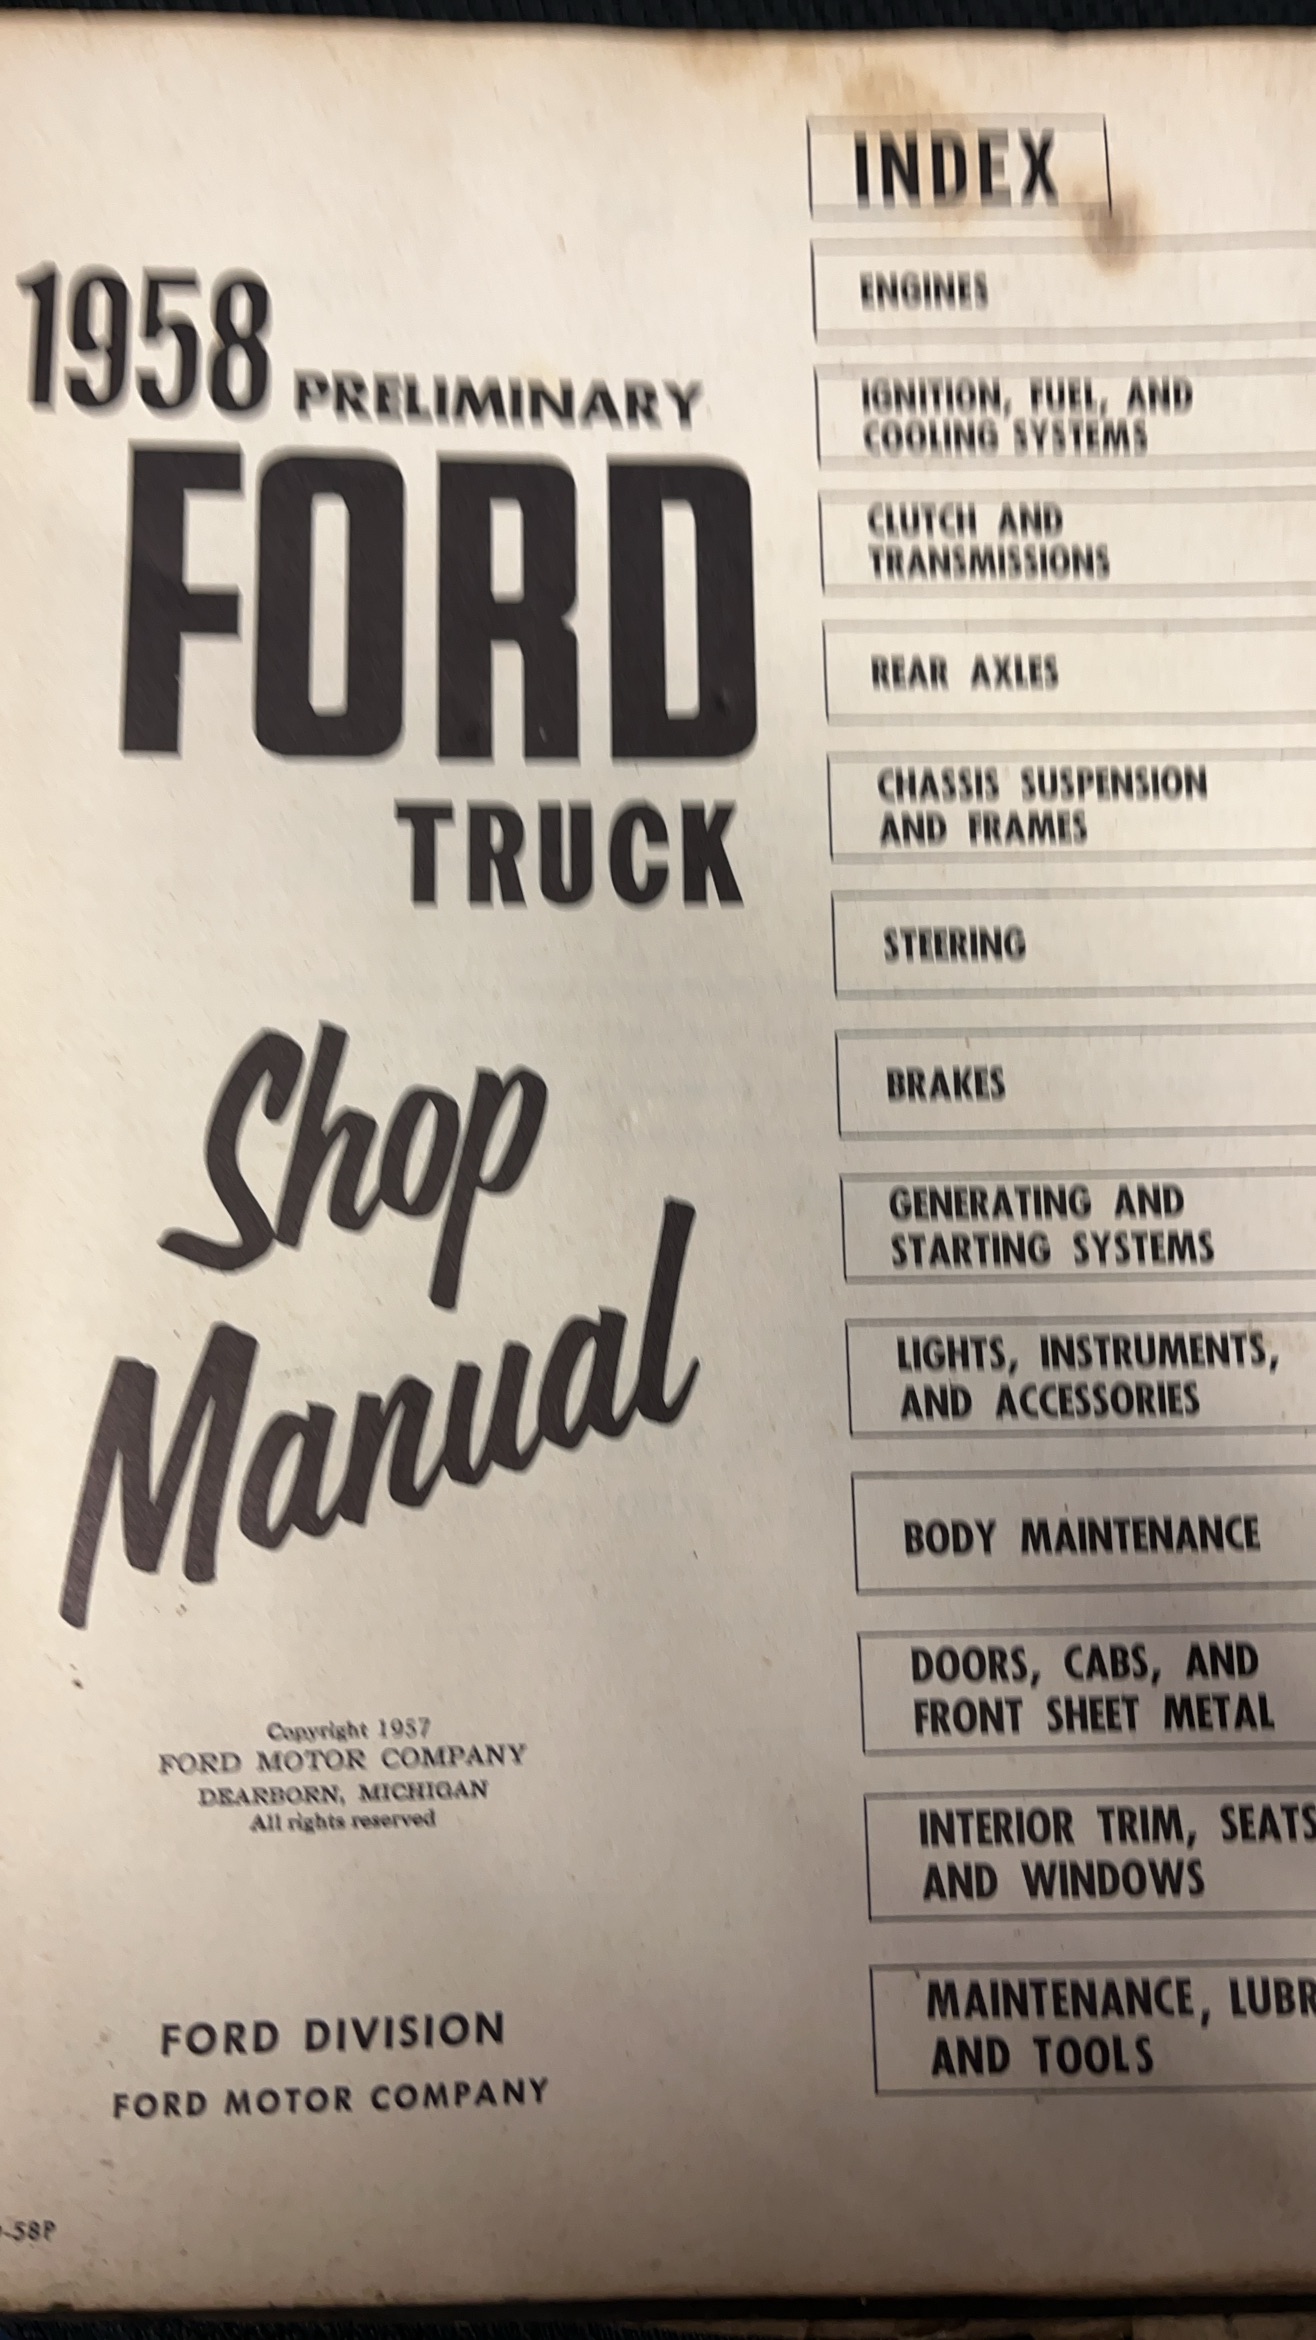 1958 PRELIMINARY
FORD
TRUCK
Shop
Manual
Copyright 1957
FORD MOTOR COMPANY
DEARBORN, MICHIGAN
All rights reserved
FORD DIVISION
FORD MOTOR COMPANY
-58P
INDEX
ENGINES
IGNITION, FUEL, AND
COOLING SYSTEMS
CLUTCH AND
TRANSMISSIONS
REAR AXLES
CHASSIS SUSPENSION
AND FRAMES
STEERING
BRAKES
GENERATING AND
STARTING SYSTEMS
LIGHTS, INSTRUMENTS,
AND ACCESSORIES
BODY MAINTENANCE
DOORS, CABS, AND
FRONT SHEET METAL
INTERIOR TRIM, SEATS
AND WINDOWS
MAINTENANCE, LUBR
AND TOOLS